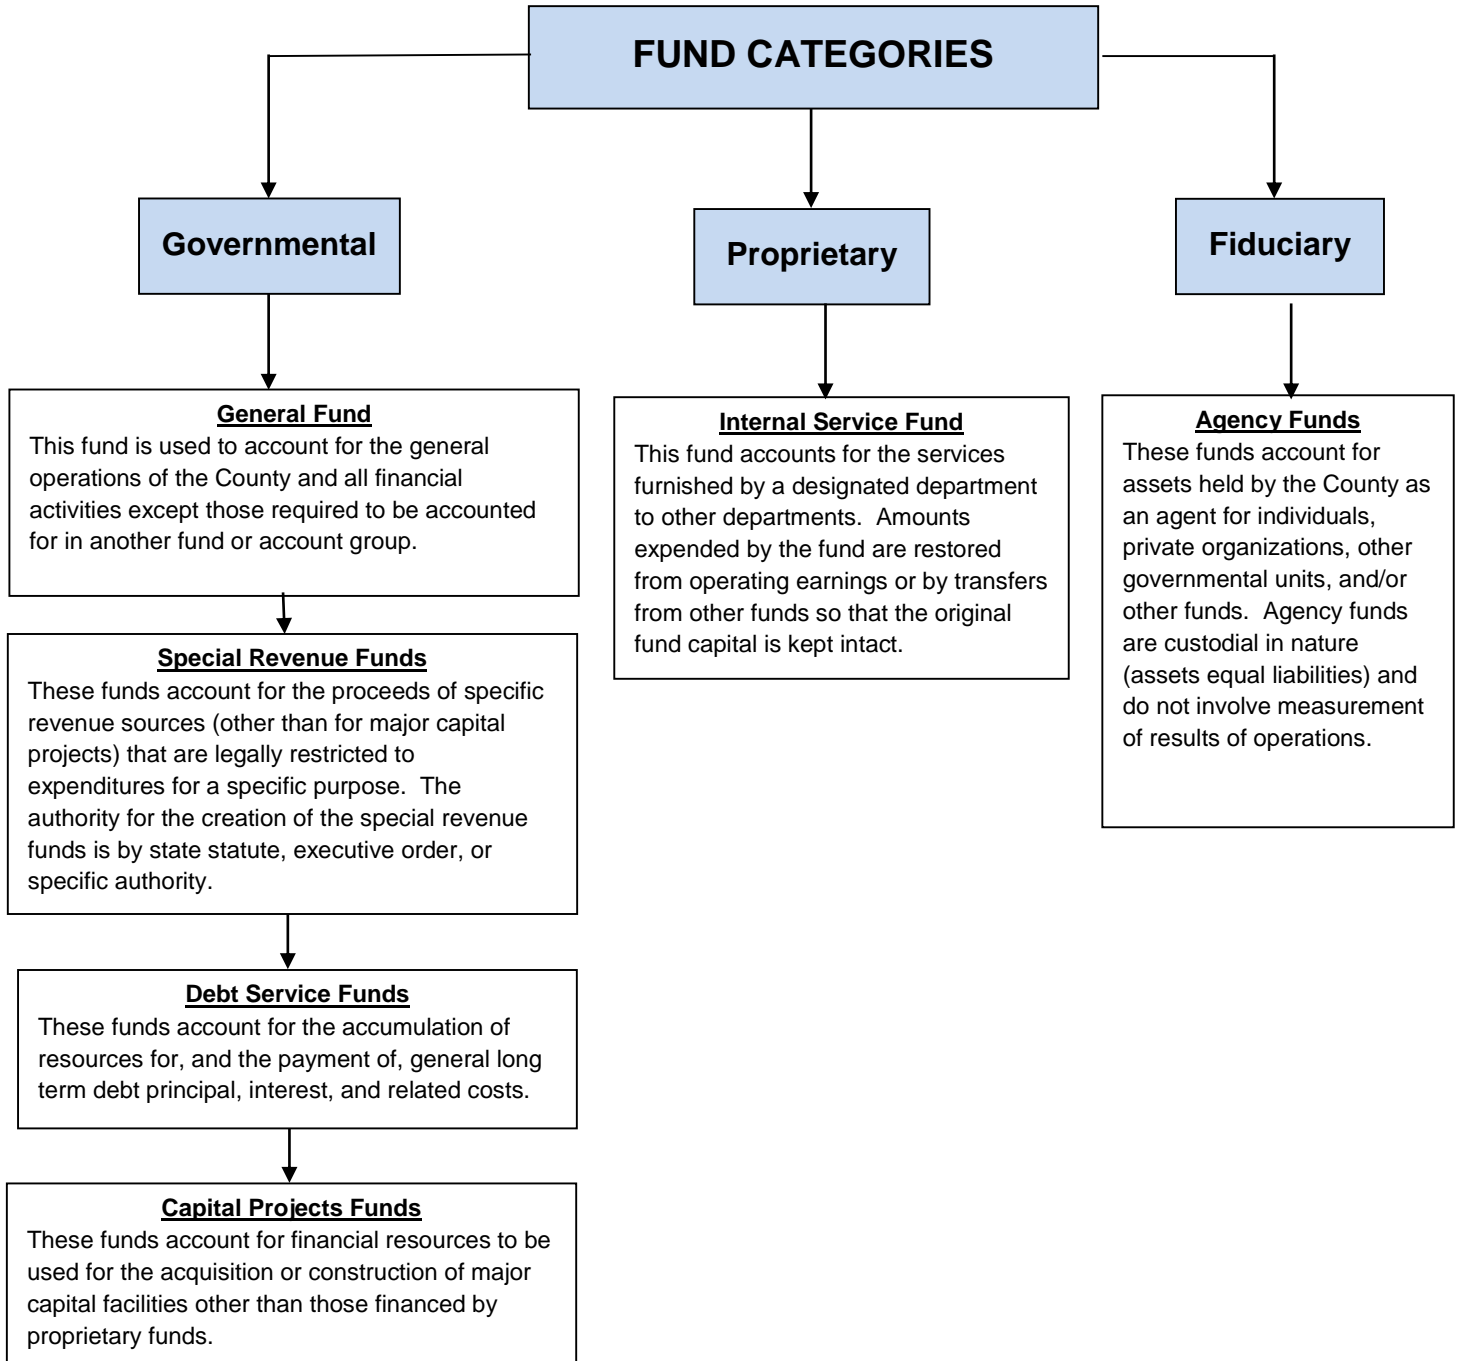 FUND CATEGORIES
Governmental
Proprietary
Fiduciary
General Fund
This fund is used to account for the general
operations of the County and all financial
activities except those required to be accounted
for in another fund or account group.
Special Revenue Funds
These funds account for the proceeds of specific
revenue sources (other than for major capital
projects) that are legally restricted to
expenditures for a specific purpose.  The
authority for the creation of the special revenue
funds is by state statute, executive order, or
specific authority.
Debt Service Funds
These funds account for the accumulation of
resources for, and the payment of, general long
term debt principal, interest, and related costs.
Capital Projects Funds
These funds account for financial resources to be
used for the acquisition or construction of major
capital facilities other than those financed by
proprietary funds.
Internal Service Fund
This fund accounts for the services
furnished by a designated department
to other departments.  Amounts
expended by the fund are restored
from operating earnings or by transfers
from other funds so that the original
fund capital is kept intact.
Agency Funds
These funds account for
assets held by the County as
an agent for individuals,
private organizations, other
governmental units, and/or
other funds.  Agency funds
are custodial in nature
(assets equal liabilities) and
do not involve measurement
of results of operations.